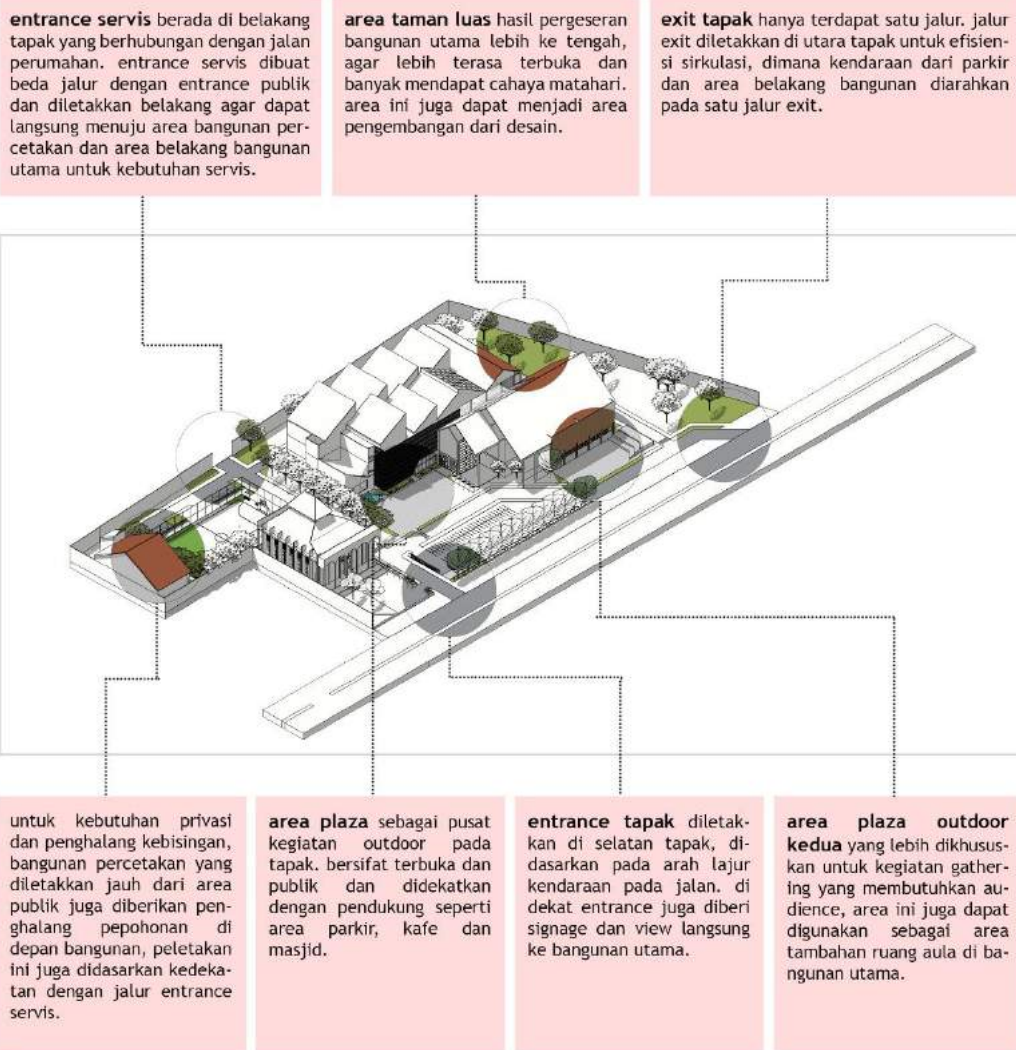 entrance servis berada di belakang
tapak yang berhubungan dengan jalan
perumahan. entrance servis dibuat
beda jalur dengan entrance publik
dan diletakkan belakang agar dapat
langsung menuju area bangunan per-
cetakan dan area belakang bangunan
utama untuk kebutuhan servis.
area taman luas hasil pergeseran
bangunan utama lebih ke tengah,
agar lebih terasa terbuka dan
banyak mendapat cahaya matahari.
area ini juga dapat menjadi area
pengembangan dari desain.
exit tapak hanya terdapat satu jalur. jalur
exit diletakkan di utara tapak untuk efisien-
si sirkulasi, dimana kendaraan dari parkir
dan area belakang bangunan diarahkan
pada satu jalur exit.
untuk kebutuhan privasi
dan penghalang kebisingan,
bangunan percetakan yang
diletakkan jauh dari area
publik juga diberikan pen-
ghalang pepohonan di
depan bangunan, peletakan
ini juga didasarkan kedeka-
tan dengan jalur entrance
servis.
area plaza sebagai pusat
kegiatan outdoor pada
tapak. bersifat terbuka dan
publik dan didekatkan
dengan pendukung seperti
area parkir, kafe dan
masjid.
entrance tapak diletak-
kan di selatan tapak, di-
dasarkan pada arah lajur
kendaraan pada jalan. di
dekat entrance juga diberi
signage dan view langsung
ke bangunan utama.
area plaza outdoor
kedua yang lebih dikhusus-
kan untuk kegiatan gather-
ing yang membutuhkan au-
dience, area ini juga dapat
digunakan sebagai area
tambahan ruang aula di ba-
ngunan utama.